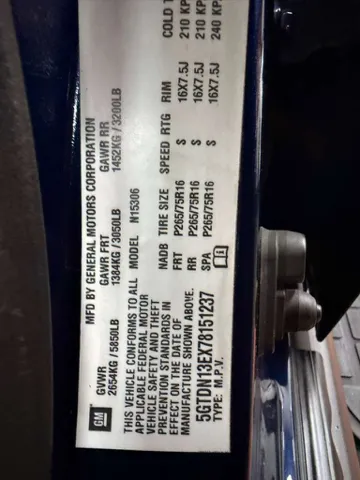 GM
MFD BY GENERAL MOTORS CORPORATION
GVWR GAWR FRT GAWR RR
2654KG/5850LB 1384KG/3050LB 1452KG/3200LB
THIS VEHICLE CONFORMS TO ALL
APPLICABLE FEDERAL MOTOR
VEHICLE SAFETY AND THEFT
PREVENTION STANDARDS IN
EFFECT ON THE DATE OF
MANUFACTURE SHOWN ABOVE.
5GTDN13EX78151237
TYPE: M.P.V.
MODEL N15306
NADB TIRE SIZE SPEED RTG RIM COLD
FRT P265/75R16 S 16X7.5J 210
RR P265/75R16 S 16X7.5J 210
SPA P265/75R16 S 16X7.5J 240